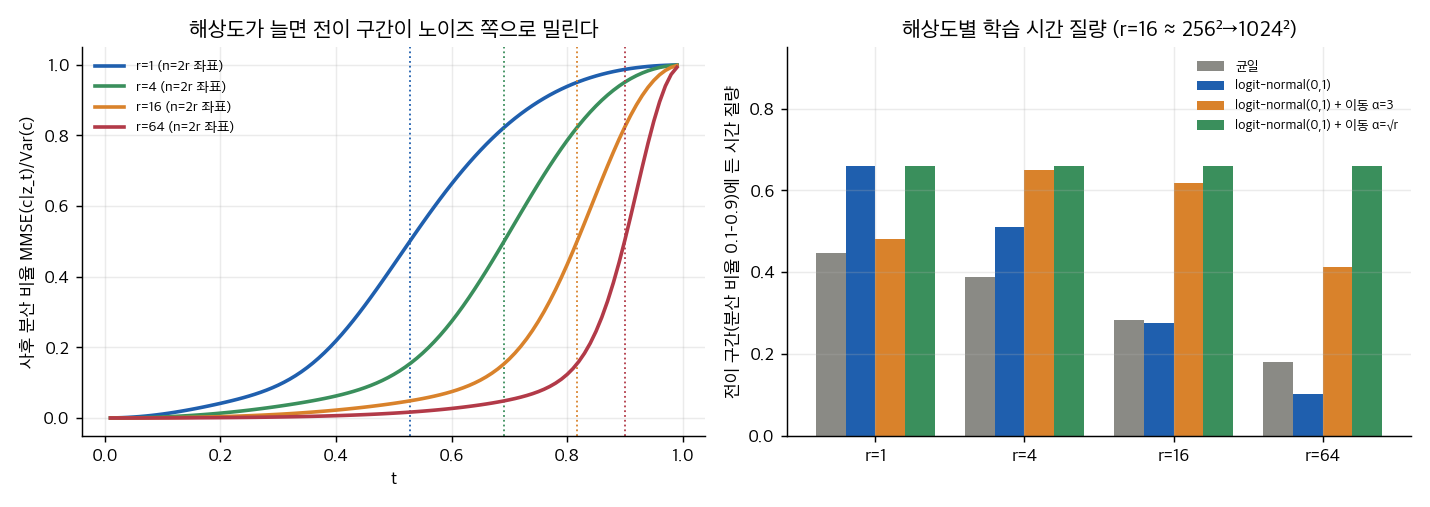 해상도가 늘면 전이 구간이 노이즈 쪽으로 밀린다
사후 분산 비율 MMSE(c|z_t)/Var(c)
1.0
0.8
0.6
0.4
0.2
0.0
r=1 (n=2r 좌표)
r=4 (n=2r 좌표)
r=16 (n=2r 좌표)
r=64 (n=2r 좌표)
0.0 0.2 0.4 0.6 0.8 1.0
t
해상도별 학습 시간 질량 (r=16 ≈ 256²→1024²)
전이 구간(분산 비율 0.1-0.9)에 든 시간 질량
0.8
0.6
0.4
0.2
0.0
균일
logit-normal(0,1)
logit-normal(0,1) + 이동 α=3
logit-normal(0,1) + 이동 α=√r
r=1 r=4 r=16 r=64